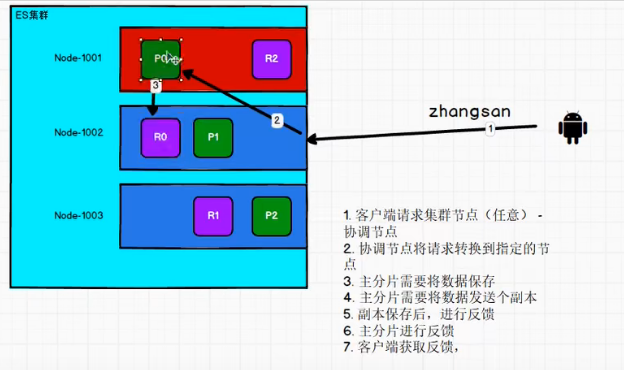 ES集群
Node-1001
P0
R2
3
Node-1002
R0
P1
2
zhangsan
1
Node-1003
R1
P2
1. 客户端请求集群节点（任意） -
协调节点
2. 协调节点将请求转换到指定的节
点
3. 主分片需要将数据保存
4. 主分片需要将数据发送个副本
5. 副本保存后，进行反馈
6. 主分片进行反馈
7. 客户端获取反馈，